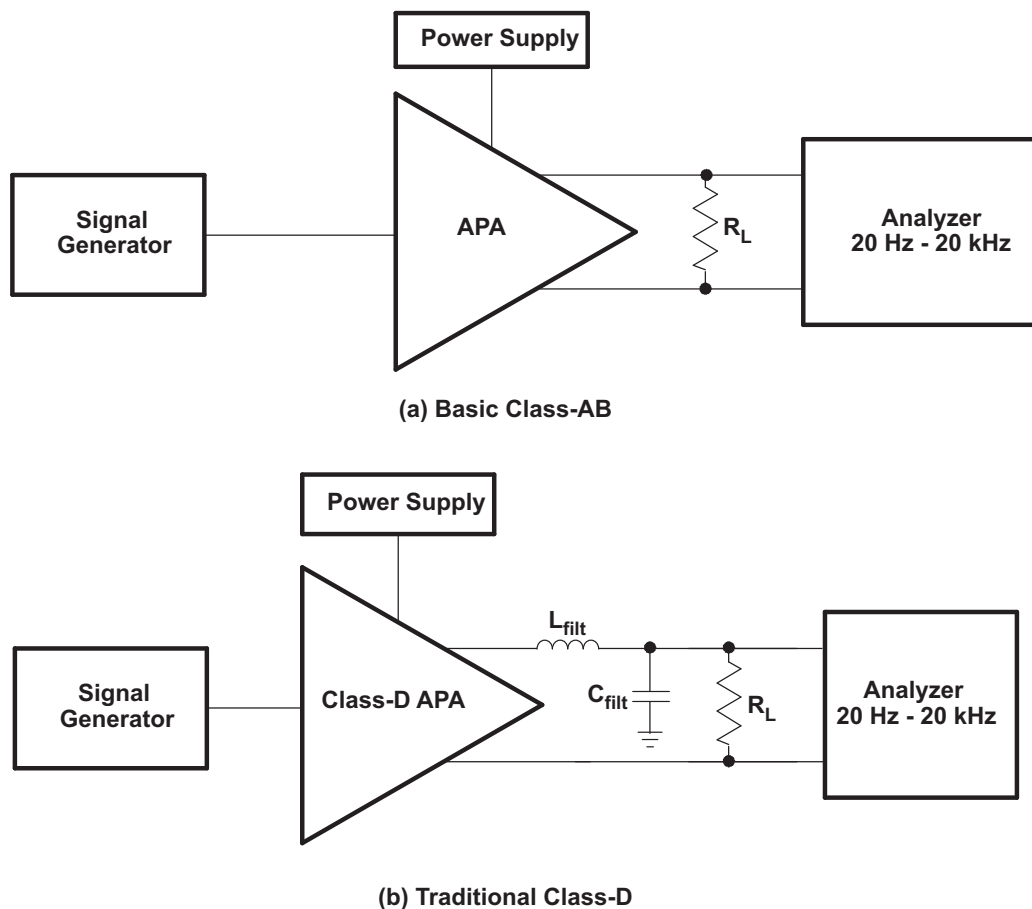 Power Supply
Signal
Generator
APA
RL
Analyzer
20 Hz - 20 kHz
(a) Basic Class-AB
Power Supply
Lfilt
Signal
Generator
Class-D APA
Cfilt
RL
Analyzer
20 Hz - 20 kHz
(b) Traditional Class-D